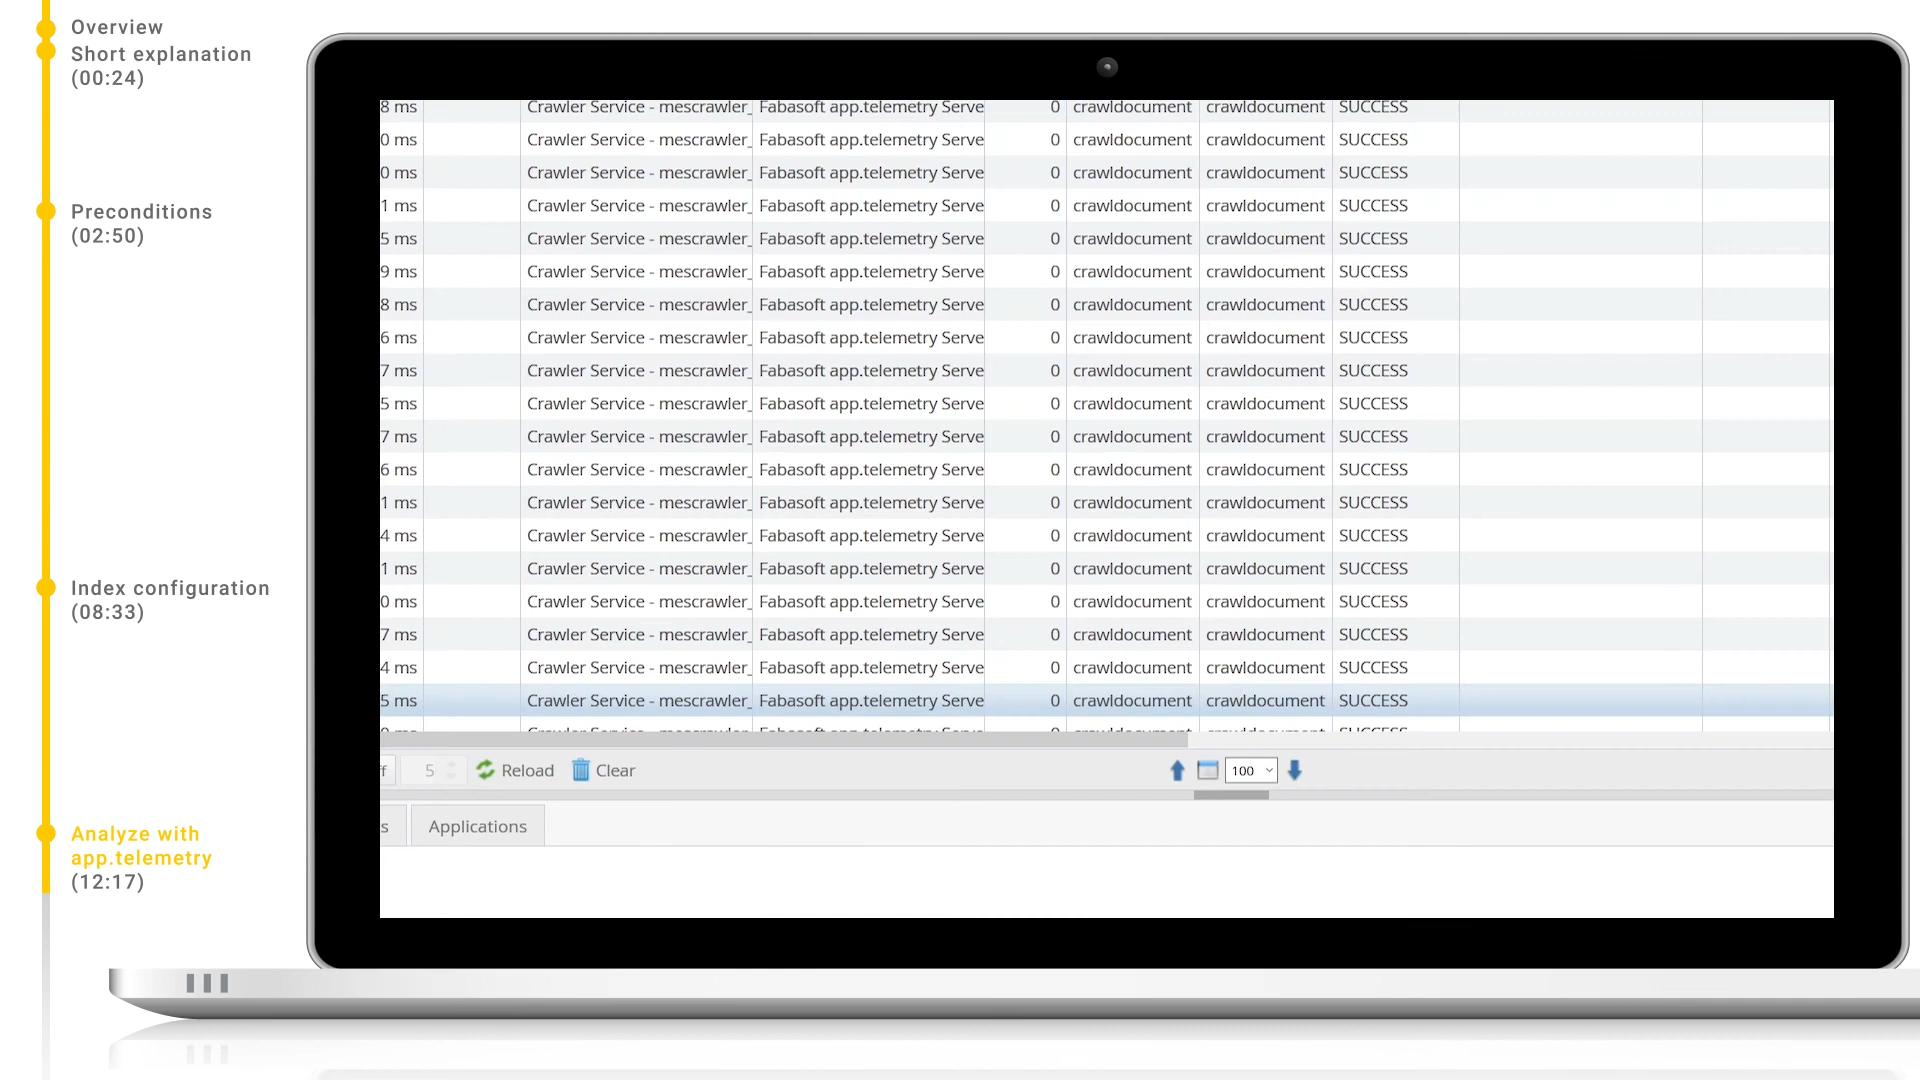 Overview
Short explanation
(00:24)
Preconditions
(02:50)
Index configuration
(08:33)
Analyze with
app.telemetry
(12:17)
8 ms Crawler Service - mescrawler_ Fabasoft app.telemetry Serve 0 crawldocument crawldocument SUCCESS
0 ms Crawler Service - mescrawler_ Fabasoft app.telemetry Serve 0 crawldocument crawldocument SUCCESS
0 ms Crawler Service - mescrawler_ Fabasoft app.telemetry Serve 0 crawldocument crawldocument SUCCESS
1 ms Crawler Service - mescrawler_ Fabasoft app.telemetry Serve 0 crawldocument crawldocument SUCCESS
5 ms Crawler Service - mescrawler_ Fabasoft app.telemetry Serve 0 crawldocument crawldocument SUCCESS
9 ms Crawler Service - mescrawler_ Fabasoft app.telemetry Serve 0 crawldocument crawldocument SUCCESS
8 ms Crawler Service - mescrawler_ Fabasoft app.telemetry Serve 0 crawldocument crawldocument SUCCESS
6 ms Crawler Service - mescrawler_ Fabasoft app.telemetry Serve 0 crawldocument crawldocument SUCCESS
7 ms Crawler Service - mescrawler_ Fabasoft app.telemetry Serve 0 crawldocument crawldocument SUCCESS
5 ms Crawler Service - mescrawler_ Fabasoft app.telemetry Serve 0 crawldocument crawldocument SUCCESS
7 ms Crawler Service - mescrawler_ Fabasoft app.telemetry Serve 0 crawldocument crawldocument SUCCESS
6 ms Crawler Service - mescrawler_ Fabasoft app.telemetry Serve 0 crawldocument crawldocument SUCCESS
1 ms Crawler Service - mescrawler_ Fabasoft app.telemetry Serve 0 crawldocument crawldocument SUCCESS
4 ms Crawler Service - mescrawler_ Fabasoft app.telemetry Serve 0 crawldocument crawldocument SUCCESS
1 ms Crawler Service - mescrawler_ Fabasoft app.telemetry Serve 0 crawldocument crawldocument SUCCESS
0 ms Crawler Service - mescrawler_ Fabasoft app.telemetry Serve 0 crawldocument crawldocument SUCCESS
7 ms Crawler Service - mescrawler_ Fabasoft app.telemetry Serve 0 crawldocument crawldocument SUCCESS
4 ms Crawler Service - mescrawler_ Fabasoft app.telemetry Serve 0 crawldocument crawldocument SUCCESS
5 ms Crawler Service - mescrawler_ Fabasoft app.telemetry Serve 0 crawldocument crawldocument SUCCESS
5 Reload Clear 100
s Applications